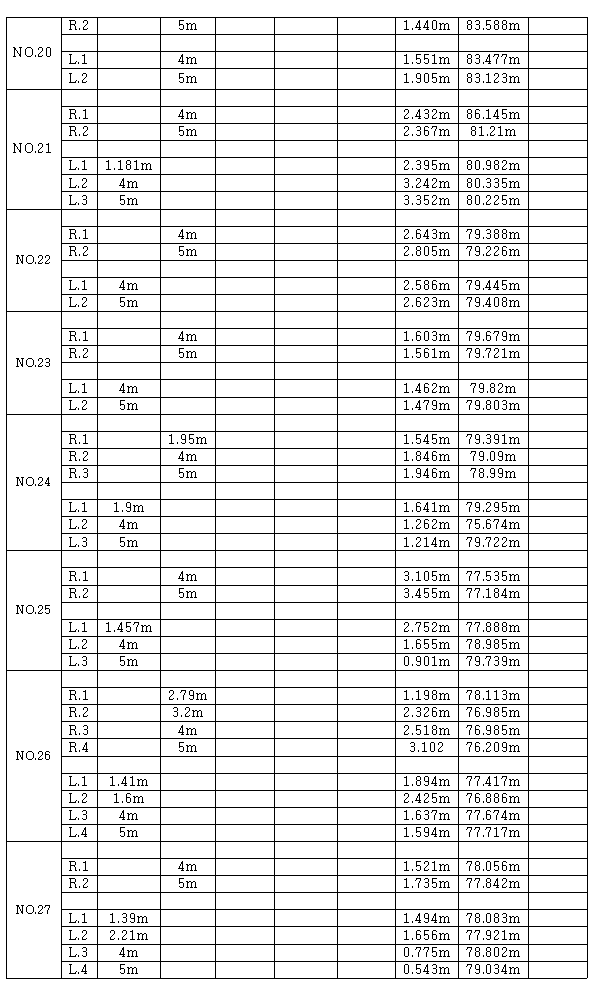 R.2 5m 1.440m 83.588m
NO.20
L.1 4m 1.551m 83.477m
L.2 5m 1.905m 83.123m
R.1 4m 2.432m 86.145m
R.2 5m 2.367m 81.21m
NO.21
L.1 1.181m 2.395m 80.982m
L.2 4m 3.242m 80.335m
L.3 5m 3.352m 80.225m
R.1 4m 2.643m 79.388m
R.2 5m 2.805m 79.226m
NO.22
L.1 4m 2.586m 79.445m
L.2 5m 2.623m 79.408m
R.1 4m 1.603m 79.679m
R.2 5m 1.561m 79.721m
NO.23
L.1 4m 1.462m 79.82m
L.2 5m 1.479m 79.803m
R.1 1.95m 1.545m 79.391m
R.2 4m 1.846m 79.09m
R.3 5m 1.946m 78.99m
NO.24
L.1 1.9m 1.641m 79.295m
L.2 4m 1.262m 75.674m
L.3 5m 1.214m 79.722m
R.1 4m 3.105m 77.535m
R.2 5m 3.455m 77.184m
NO.25
L.1 1.457m 2.752m 77.888m
L.2 4m 1.655m 78.985m
L.3 5m 0.901m 79.739m
R.1 2.79m 1.198m 78.113m
R.2 3.2m 2.326m 76.985m
R.3 4m 2.518m 76.985m
R.4 5m 3.102 76.209m
NO.26
L.1 1.41m 1.894m 77.417m
L.2 1.6m 2.425m 76.886m
L.3 4m 1.637m 77.674m
L.4 5m 1.594m 77.717m
R.1 4m 1.521m 78.056m
R.2 5m 1.735m 77.842m
NO.27
L.1 1.39m 1.494m 78.083m
L.2 2.21m 1.656m 77.921m
L.3 4m 0.775m 78.802m
L.4 5m 0.543m 79.034m